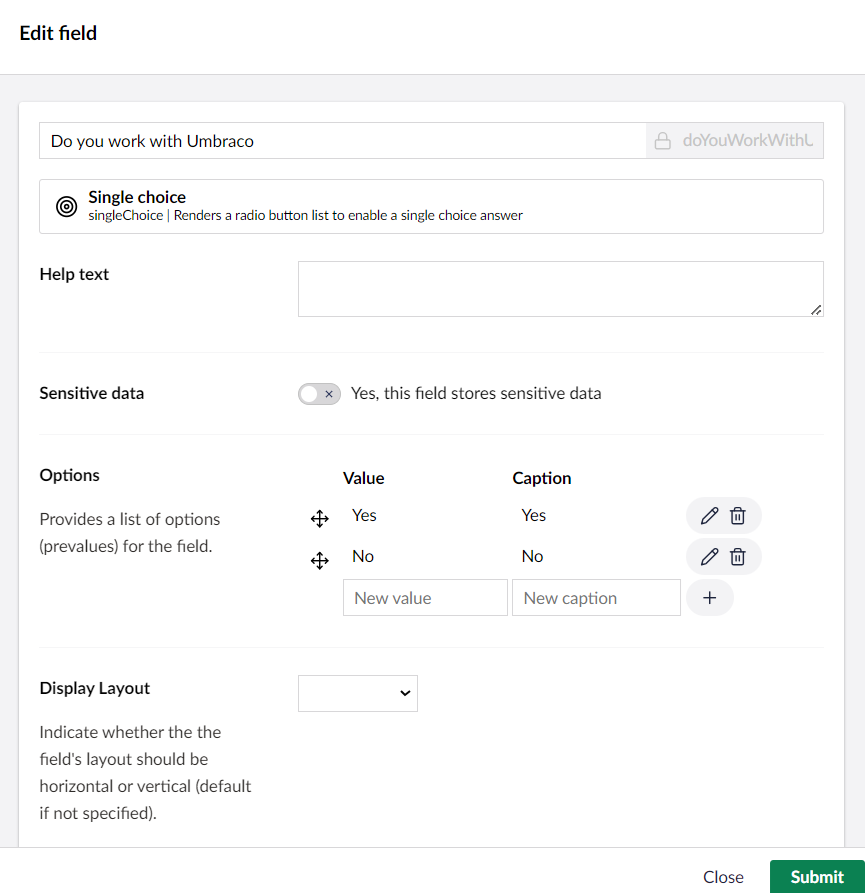 Edit field
Do you work with Umbraco
doYouWorkWithU
Single choice
singleChoice | Renders a radio button list to enable a single choice answer
Help text
Sensitive data
Yes, this field stores sensitive data
Options
Value Caption
Provides a list of options
(prevalues) for the field.
Yes Yes
No No
New value New caption
Display Layout
Indicate whether the the
field's layout should be
horizontal or vertical (default
if not specified).
Close Submit